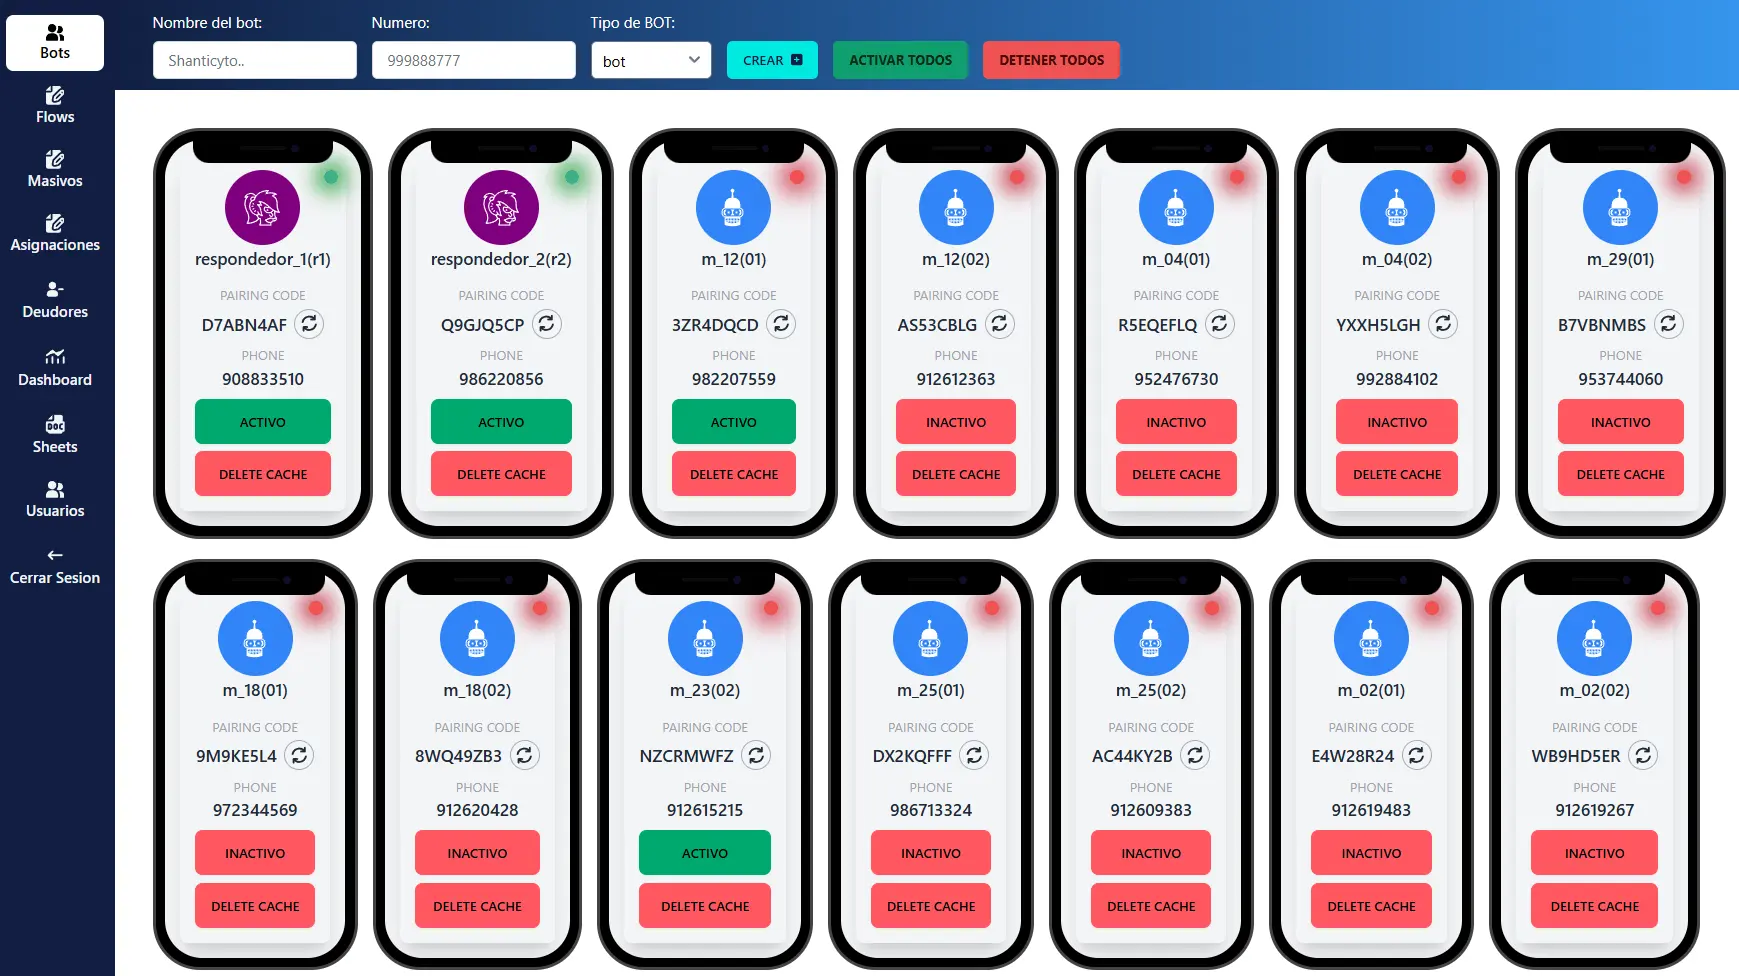 Nombre del bot:
Numero:
Tipo de BOT:
Shanticyto..
999888777
bot
CREAR
ACTIVAR TODOS
DETENER TODOS
Bots
Flows
Masivos
Asignaciones
Deudores
Dashboard
Sheets
Usuarios
Cerrar Sesion
respondedor_1(r1)
PAIRING CODE
D7ABN4AF
PHONE
908833510
ACTIVO
DELETE CACHE
respondedor_2(r2)
PAIRING CODE
Q9GJQ5CP
PHONE
986220856
ACTIVO
DELETE CACHE
m_12(01)
PAIRING CODE
3ZR4DQCD
PHONE
982207559
ACTIVO
DELETE CACHE
m_12(02)
PAIRING CODE
AS53CBLG
PHONE
912612363
INACTIVO
DELETE CACHE
m_04(01)
PAIRING CODE
R5EQEFLQ
PHONE
952476730
INACTIVO
DELETE CACHE
m_04(02)
PAIRING CODE
YXXH5LGH
PHONE
992884102
INACTIVO
DELETE CACHE
m_29(01)
PAIRING CODE
B7VBNMBS
PHONE
953744060
INACTIVO
DELETE CACHE
m_18(01)
PAIRING CODE
9M9KE5L4
PHONE
972344569
INACTIVO
DELETE CACHE
m_18(02)
PAIRING CODE
8WQ49ZB3
PHONE
912620428
INACTIVO
DELETE CACHE
m_23(02)
PAIRING CODE
NZCRMWFZ
PHONE
912615215
ACTIVO
DELETE CACHE
m_25(01)
PAIRING CODE
DX2KQFFF
PHONE
986713324
INACTIVO
DELETE CACHE
m_25(02)
PAIRING CODE
AC44KY2B
PHONE
912609383
INACTIVO
DELETE CACHE
m_02(01)
PAIRING CODE
E4W28R24
PHONE
912619483
INACTIVO
DELETE CACHE
m_02(02)
PAIRING CODE
WB9HD5ER
PHONE
912619267
INACTIVO
DELETE CACHE